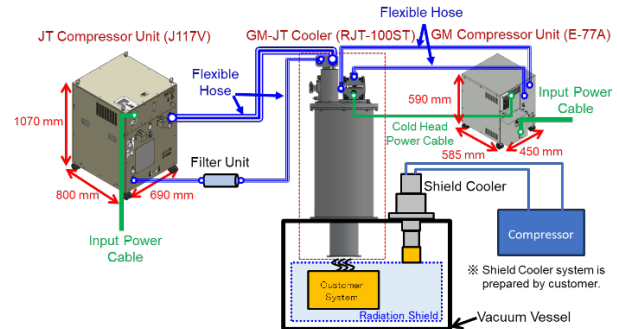 Flexible Hose
JT Compressor Unit (J117V)
GM-JT Cooler (RJT-100ST)
GM Compressor Unit (E-77A)
Flexible
Hose
1070 mm
590 mm
Input Power
Cable
Cold Head
Power Cable
585 mm
450 mm
Filter Unit
800 mm
690 mm
Shield Cooler
Input Power
Cable
Compressor
Customer
System
※ Shield Cooler system is
prepared by customer.
Radiation Shield
Vacuum Vessel